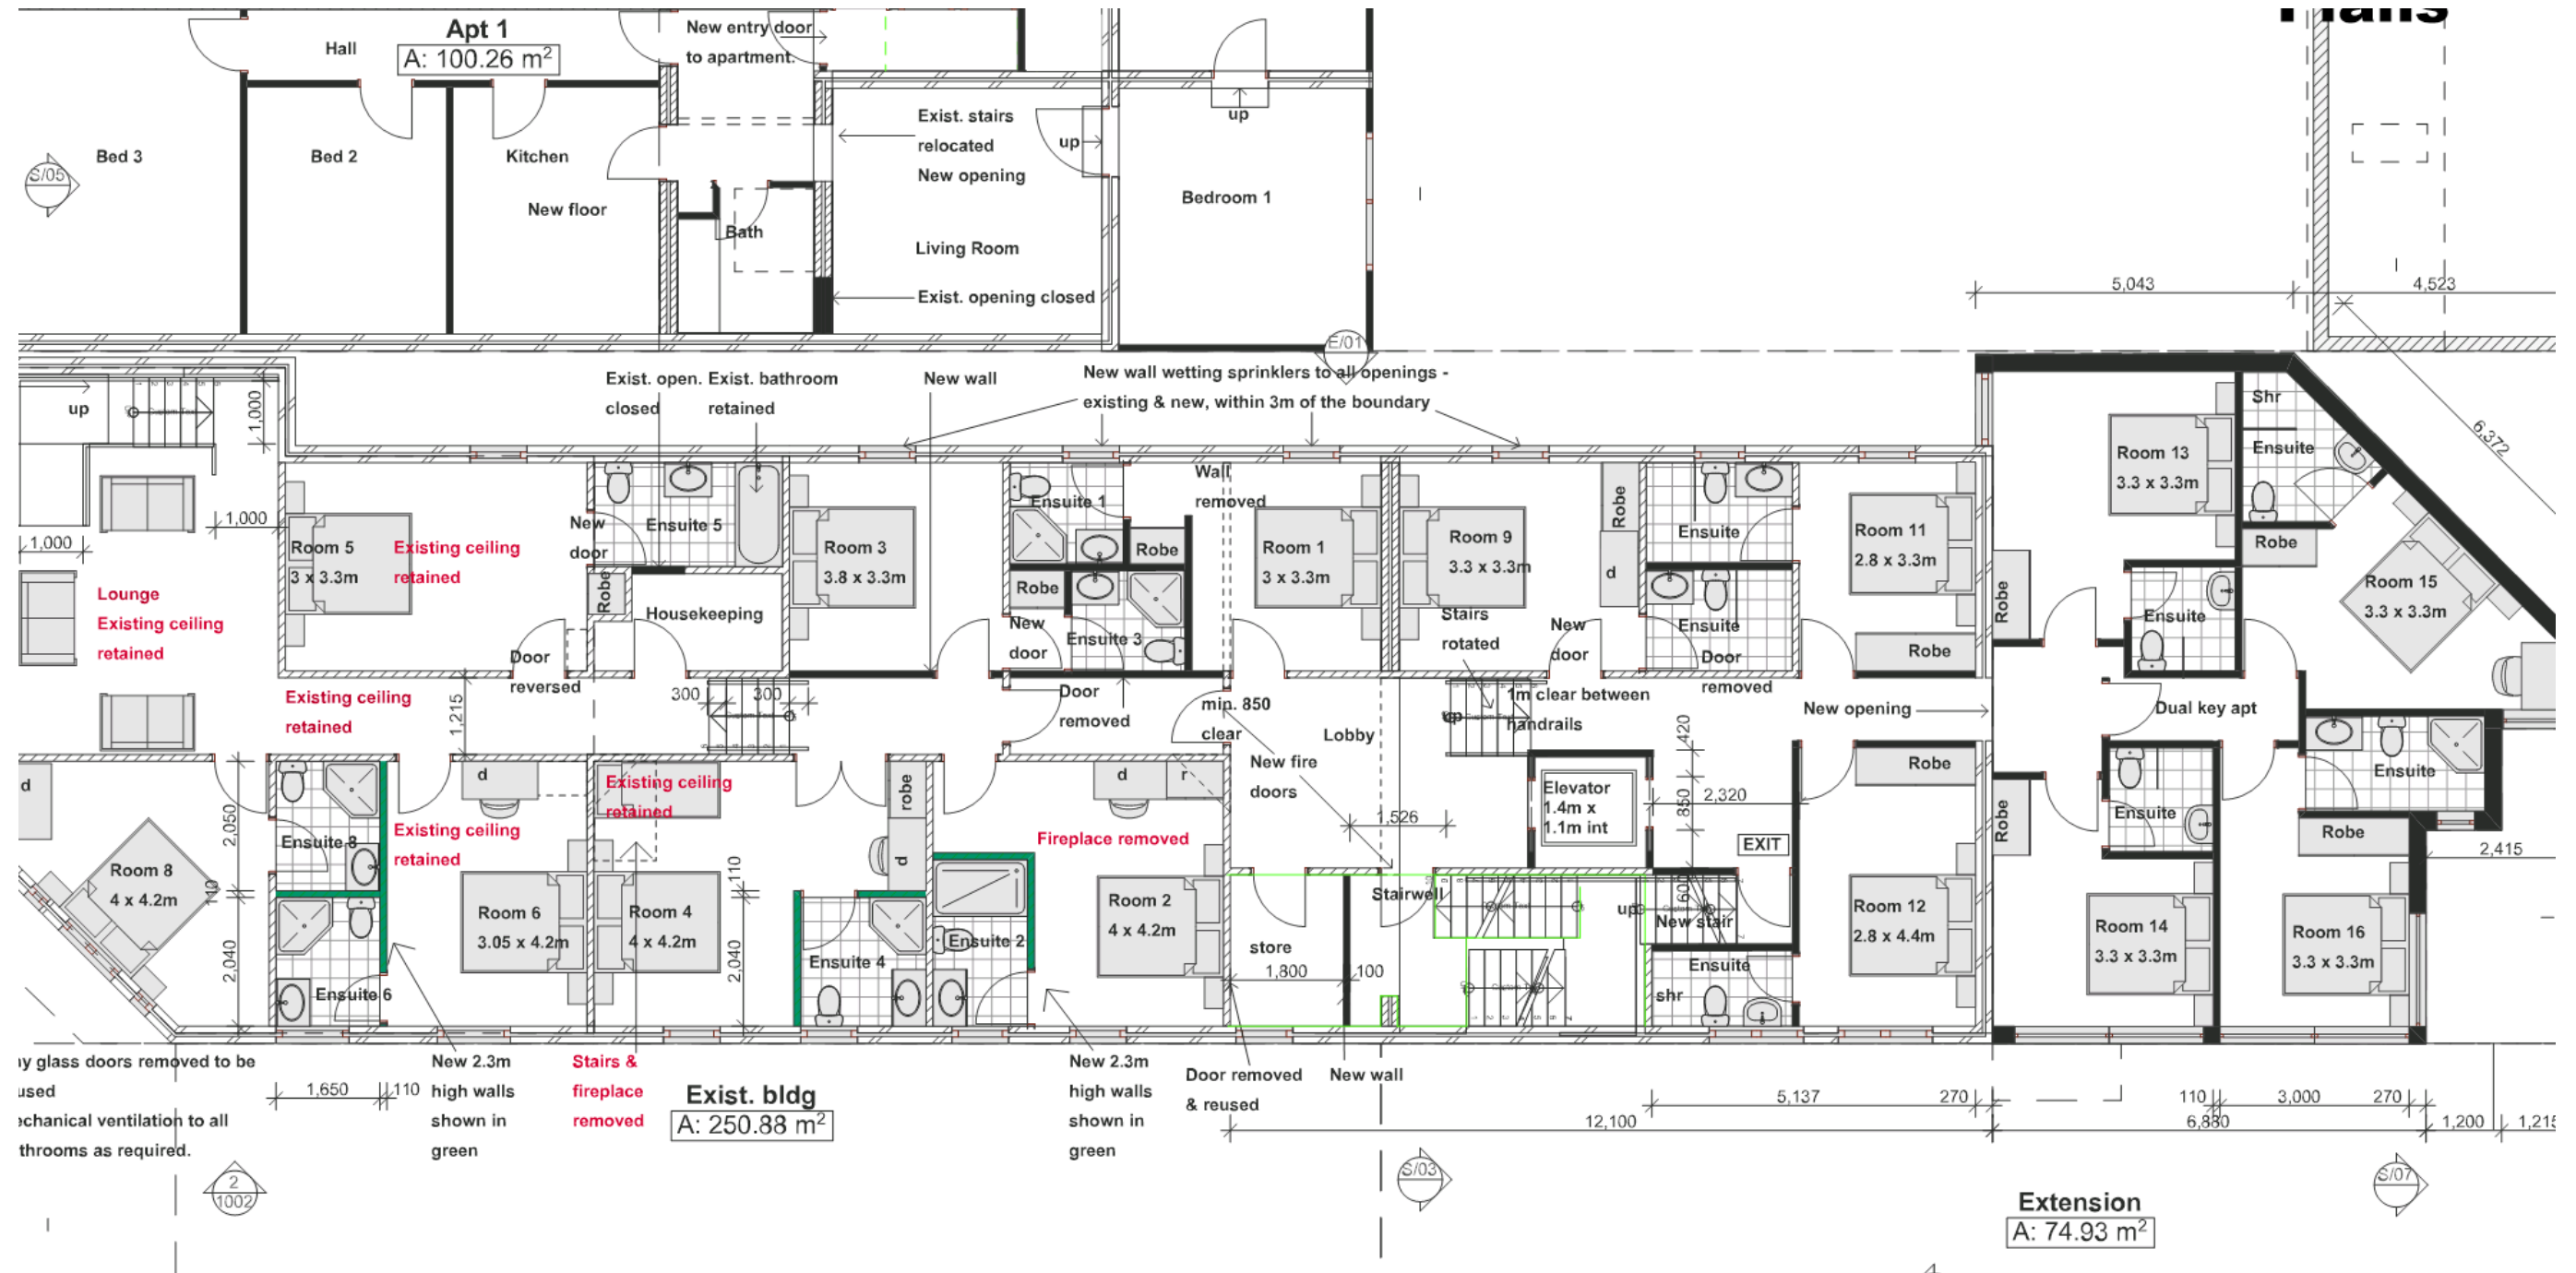 Plans
Apt 1
A: 100.26 m²
Hall
New entry door
to apartment.
Bed 3
Bed 2
Kitchen
New floor
Bath
Exist. stairs
relocated
New opening
Living Room
Exist. opening closed
up
up
Bedroom 1
S/05
E/01
5,043
4,523
6,372
up
1,000
1,000
1,000
Exist. open.
closed
Exist. bathroom
retained
New wall
New wall wetting sprinklers to all openings -
existing & new, within 3m of the boundary
Lounge
Existing ceiling
retained
Room 5
3 x 3.3m
Existing ceiling
retained
New
door
Ensuite 5
Robe
Housekeeping
Door
reversed
Room 3
3.8 x 3.3m
Ensuite 1
Robe
Robe
New
door
Ensuite 3
Wall
removed
Room 1
3 x 3.3m
Room 9
3.3 x 3.3m
Robe
d
Stairs
rotated
New
door
Ensuite
Ensuite
Door
removed
Room 11
2.8 x 3.3m
Robe
Robe
Room 13
3.3 x 3.3m
Shr
Ensuite
Robe
Ensuite
Room 15
3.3 x 3.3m
Existing ceiling
retained
1,215
300
300
Door
removed
min. 850
clear
New fire
doors
Lobby
up
1m clear between
handrails
New opening
Dual key apt
420
850
600
2,320
1,526
Elevator
1.4m x
1.1m int
EXIT
Robe
Robe
Ensuite
Ensuite
Robe
2,415
d
Room 8
4 x 4.2m
2,050
110
2,040
Ensuite 8
Ensuite 6
d
Existing ceiling
retained
Room 6
3.05 x 4.2m
Existing ceiling
retained
Room 4
4 x 4.2m
110
2,040
robe
d
Ensuite 4
Ensuite 2
d
r
Fireplace removed
Room 2
4 x 4.2m
store
1,800
100
Stairwell
up
New stair
Ensuite
shr
Room 12
2.8 x 4.4m
Room 14
3.3 x 3.3m
Room 16
3.3 x 3.3m
glass doors removed to be
used
chanical ventilation to all
throoms as required.
1,650
110
New 2.3m
high walls
shown in
green
Stairs &
fireplace
removed
Exist. bldg
A: 250.88 m²
New 2.3m
high walls
shown in
green
Door removed
& reused
New wall
5,137
270
12,100
110
3,000
270
1,200
2
1002
S/03
S/07
Extension
A: 74.93 m²